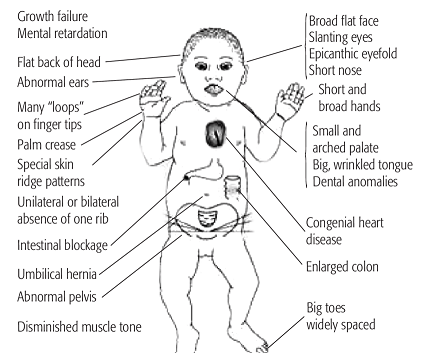 Growth failure
Mental retardation
Flat back of head
Abnormal ears
Many “loops”
on finger tips
Palm crease
Special skin
ridge patterns
Unilateral or bilateral
absence of one rib
Intestinal blockage
Umbilical hernia
Abnormal pelvis
Diminished muscle tone
Broad flat face
Slanting eyes
Epicanthic eyefold
Short nose
Short and
broad hands
Small and
arched palate
Big, wrinkled tongue
Dental anomalies
Congenial heart
disease
Enlarged colon
Big toes
widely spaced